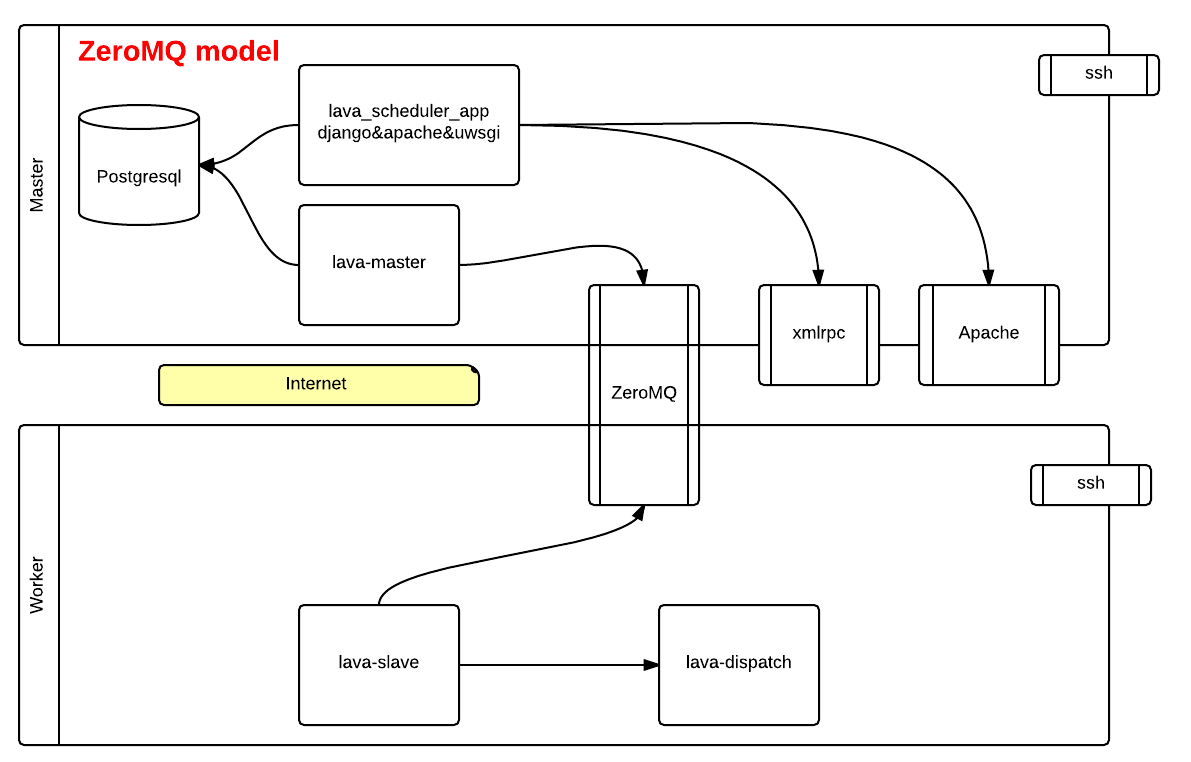 ZeroMQ model
ssh
lava_scheduler_app
django&apache&uwsgi
Postgresql
Master
lava-master
xmlrpc
Apache
Internet
ZeroMQ
ssh
Worker
lava-slave
lava-dispatch